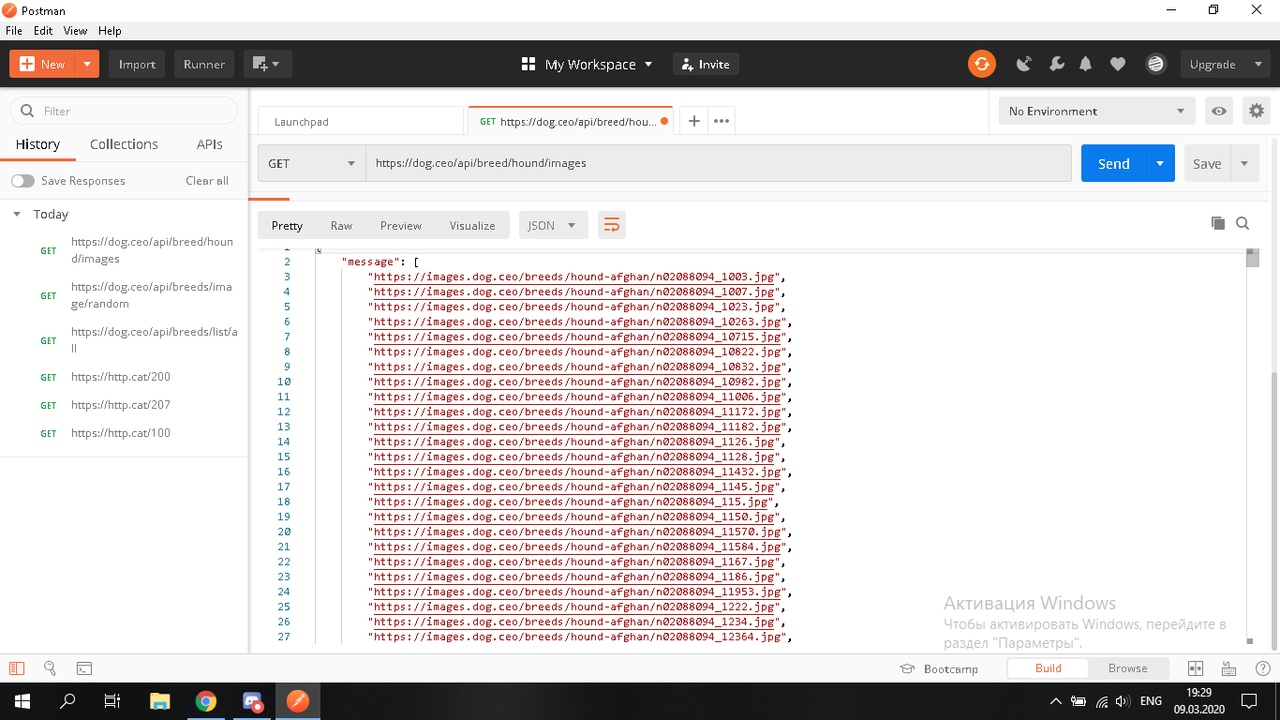 Postman
File Edit View Help
New Import Runner My Workspace Invite Upgrade
Filter
History Collections APIs
Save Responses Clear all
Today
GET https://dog.ceo/api/breed/houn
d/images
GET https://dog.ceo/api/breeds/ima
ge/random
GET https://dog.ceo/api/breeds/list/a
ll
GET https://http.cat/200
GET https://http.cat/207
GET https://http.cat/100
Launchpad GET https://dog.ceo/api/breed/hou... No Environment
GET https://dog.ceo/api/breed/hound/images Send Save
Pretty Raw Preview Visualize JSON
1 {
2 "message": [
3 "https://images.dog.ceo/breeds/hound-afghan/n02088094_1003.jpg",
4 "https://images.dog.ceo/breeds/hound-afghan/n02088094_1007.jpg",
5 "https://images.dog.ceo/breeds/hound-afghan/n02088094_1023.jpg",
6 "https://images.dog.ceo/breeds/hound-afghan/n02088094_10263.jpg",
7 "https://images.dog.ceo/breeds/hound-afghan/n02088094_10715.jpg",
8 "https://images.dog.ceo/breeds/hound-afghan/n02088094_10822.jpg",
9 "https://images.dog.ceo/breeds/hound-afghan/n02088094_10832.jpg",
10 "https://images.dog.ceo/breeds/hound-afghan/n02088094_10982.jpg",
11 "https://images.dog.ceo/breeds/hound-afghan/n02088094_11006.jpg",
12 "https://images.dog.ceo/breeds/hound-afghan/n02088094_11172.jpg",
13 "https://images.dog.ceo/breeds/hound-afghan/n02088094_11182.jpg",
14 "https://images.dog.ceo/breeds/hound-afghan/n02088094_1126.jpg",
15 "https://images.dog.ceo/breeds/hound-afghan/n02088094_1128.jpg",
16 "https://images.dog.ceo/breeds/hound-afghan/n02088094_11432.jpg",
17 "https://images.dog.ceo/breeds/hound-afghan/n02088094_1145.jpg",
18 "https://images.dog.ceo/breeds/hound-afghan/n02088094_115.jpg",
19 "https://images.dog.ceo/breeds/hound-afghan/n02088094_1150.jpg",
20 "https://images.dog.ceo/breeds/hound-afghan/n02088094_11570.jpg",
21 "https://images.dog.ceo/breeds/hound-afghan/n02088094_11584.jpg",
22 "https://images.dog.ceo/breeds/hound-afghan/n02088094_1167.jpg",
23 "https://images.dog.ceo/breeds/hound-afghan/n02088094_1186.jpg",
24 "https://images.dog.ceo/breeds/hound-afghan/n02088094_11953.jpg",
25 "https://images.dog.ceo/breeds/hound-afghan/n02088094_1222.jpg",
26 "https://images.dog.ceo/breeds/hound-afghan/n02088094_1234.jpg",
27 "https://images.dog.ceo/breeds/hound-afghan/n02088094_12364.jpg",
Активация Windows
Чтобы активировать Windows, перейдите в
раздел "Параметры".
Bootcamp Build Browse
ENG 19:29
09.03.2020